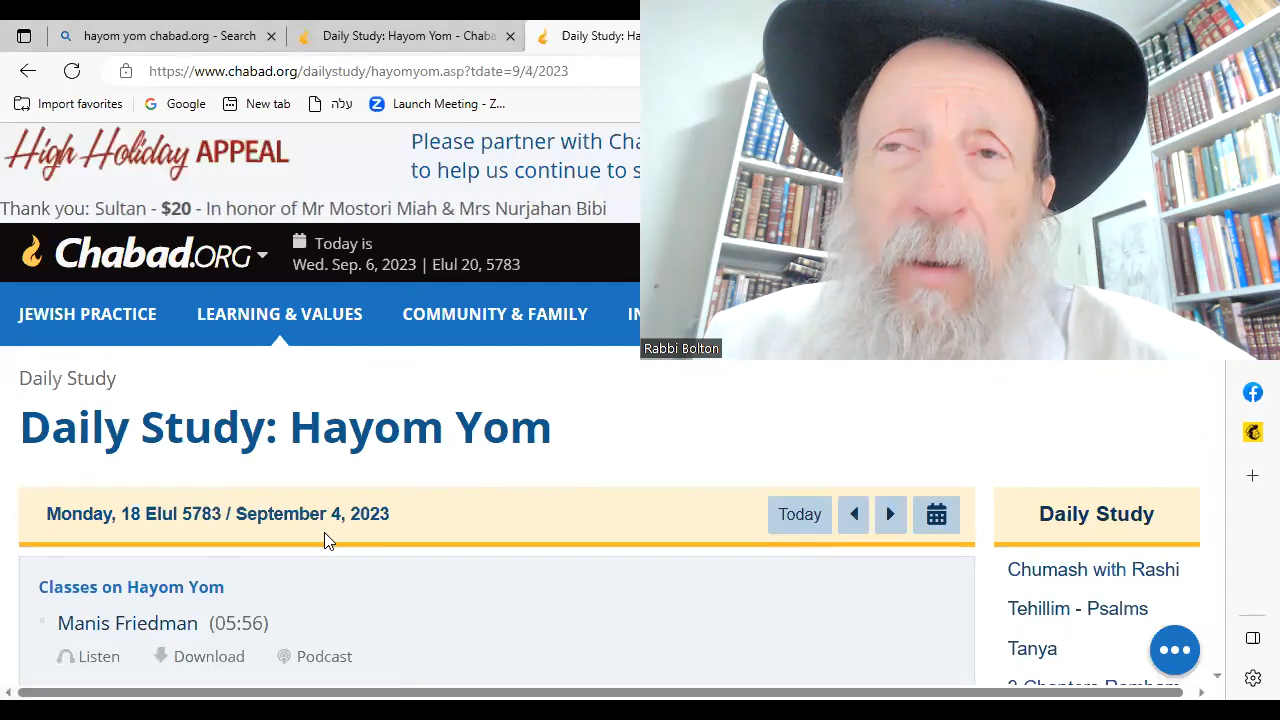 hayom yom chabad.org - Search
Daily Study: Hayom Yom - Chaba
Daily Study: Ha
https://www.chabad.org/dailystudy/hayomyom.asp?tdate=9/4/2023
Import favorites
Google
New tab
עלה
Launch Meeting - Z...
High Holiday APPEAL
Please partner with Cha
to help us continue to s
Thank you: Sultan - $20 - In honor of Mr Mostori Miah & Mrs Nurjahan Bibi
Chabad.ORG
Today is
Wed. Sep. 6, 2023 | Elul 20, 5783
JEWISH PRACTICE
LEARNING & VALUES
COMMUNITY & FAMILY
IN
Rabbi Bolton
Daily Study
Daily Study: Hayom Yom
Monday, 18 Elul 5783 / September 4, 2023
Today
Classes on Hayom Yom
Manis Friedman (05:56)
Listen
Download
Podcast
Daily Study
Chumash with Rashi
Tehillim - Psalms
Tanya
3 Chapters Rambam